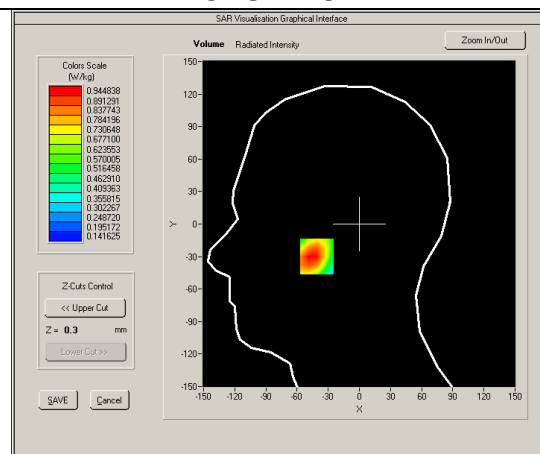 SAR Visualisation Graphical Interface
Volume Radiated Intensity
Zoom In/Out
Colors Scale
(W/kg)
0.944838
0.891291
0.837743
0.784196
0.730648
0.677100
0.623553
0.570005
0.516458
0.462910
0.409363
0.355815
0.302267
0.248720
0.195172
0.141625
Z-Cuts Control
<< Upper Cut
Z = 0.3 mm
Lower Cut >>
SAVE Cancel
150
120
90
60
30
0
-30
-60
-90
-120
-150
Y
-150 -120 -90 -60 -30 0 30 60 90 120 150
X